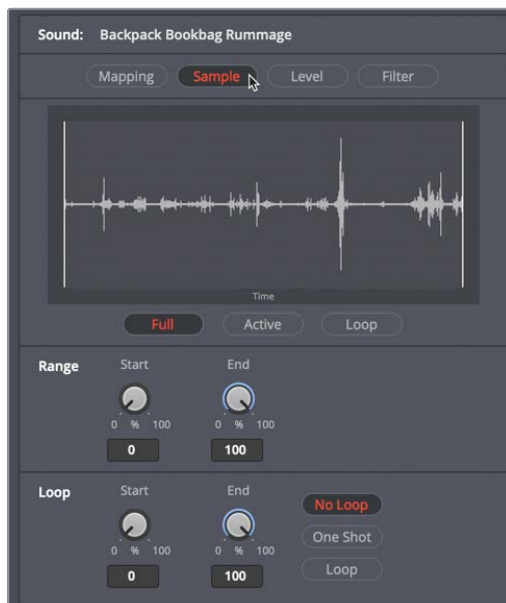 Sound: Backpack Bookbag Rummage
Mapping Sample Level Filter
Time
Full Active Loop
Range Start End
0 % 100 0 % 100
0 100
Loop Start End
No Loop
0 % 100 0 % 100
One Shot
0 100
Loop